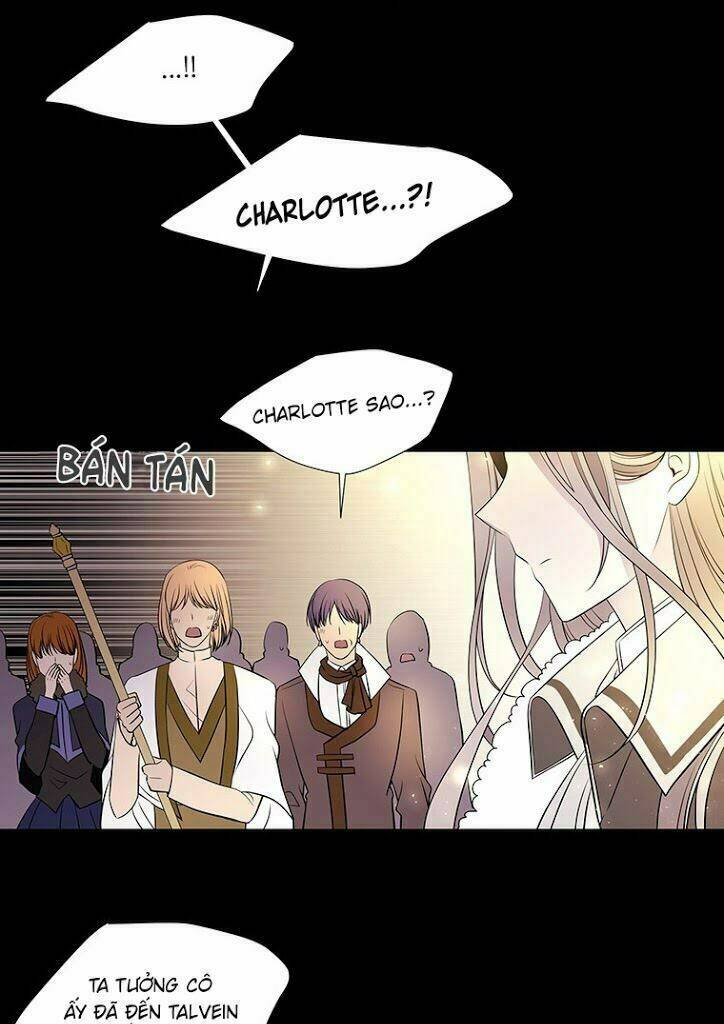 ...!!
CHARLOTTE...?!
CHARLOTTE SAO...?
BÁN TÁN
TA TƯỞNG CÔ
ẤY ĐÃ ĐẾN TALVEIN